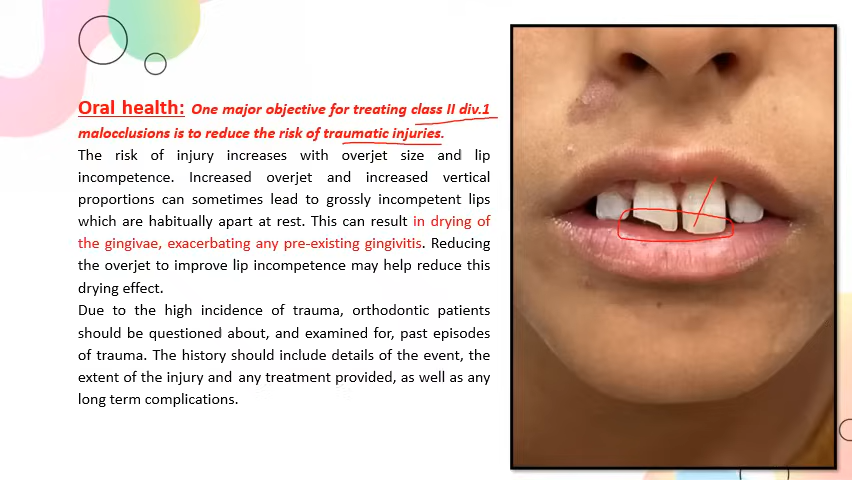 Oral health: One major objective for treating class II div.1
malocclusions is to reduce the risk of traumatic injuries.
The risk of injury increases with overjet size and lip
incompetence. Increased overjet and increased vertical
proportions can sometimes lead to grossly incompetent lips
which are habitually apart at rest. This can result in drying of
the gingivae, exacerbating any pre-existing gingivitis. Reducing
the overjet to improve lip incompetence may help reduce this
drying effect.
Due to the high incidence of trauma, orthodontic patients
should be questioned about, and examined for, past episodes
of trauma. The history should include details of the event, the
extent of the injury and any treatment provided, as well as any
long term complications.